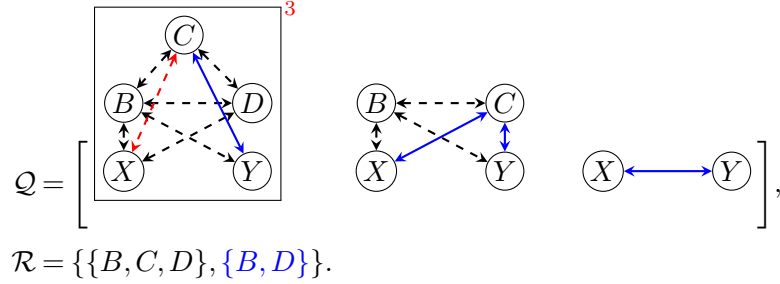 3
C
B D B C
X Y X Y X Y
𝒬 = [ ] ,
ℛ = {{B, C, D}, {B, D}}.